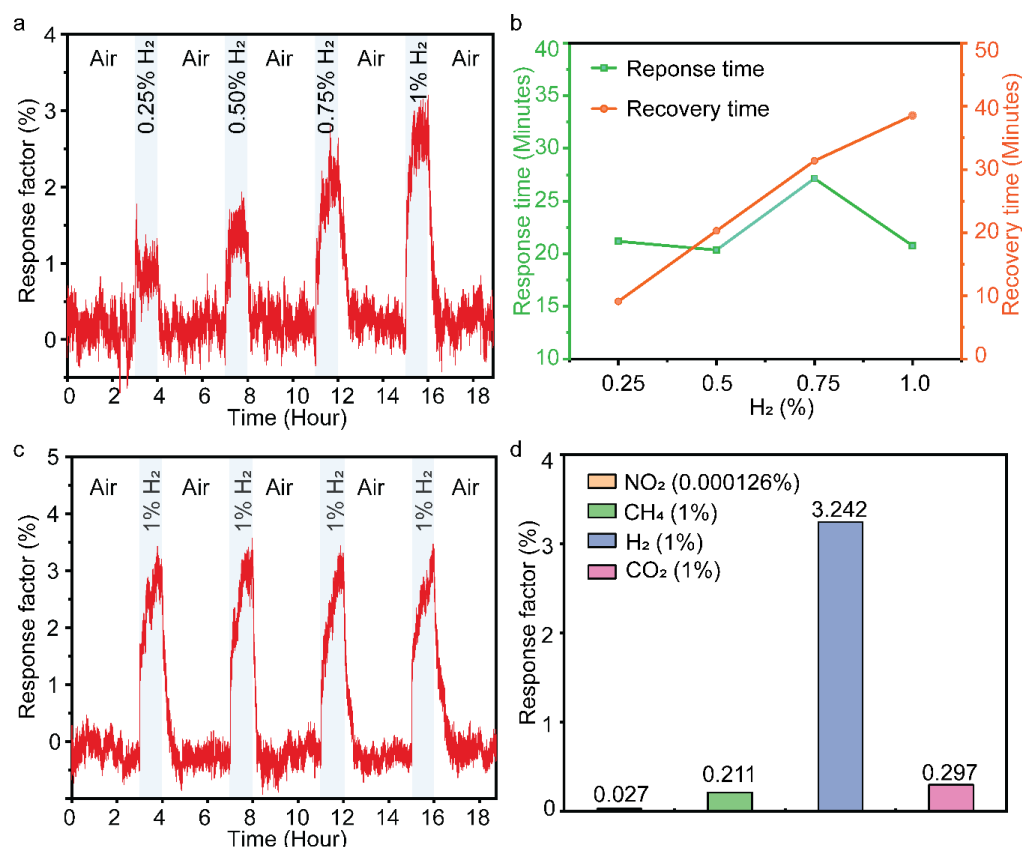 a
Air 0.25% H₂ Air 0.50% H₂ Air 0.75% H₂ Air 1% H₂ Air
4
3
2
1
0
Response factor (%)
0 2 4 6 8 10 12 14 16 18
Time (Hour)
b
Reponse time
Recovery time
40
35
30
25
20
15
10
Response time (Minutes)
50
40
30
20
10
0
Recovery time (Minutes)
0.25 0.5 0.75 1.0
H₂ (%)
c
Air 1% H₂ Air 1% H₂ Air 1% H₂ Air 1% H₂ Air
5
4
3
2
1
0
Response factor (%)
0 2 4 6 8 10 12 14 16 18
Time (Hour)
d
NO₂ (0.000126%)
CH₄ (1%)
H₂ (1%)
CO₂ (1%)
4
3
2
1
0
Response factor (%)
0.027
0.211
3.242
0.297